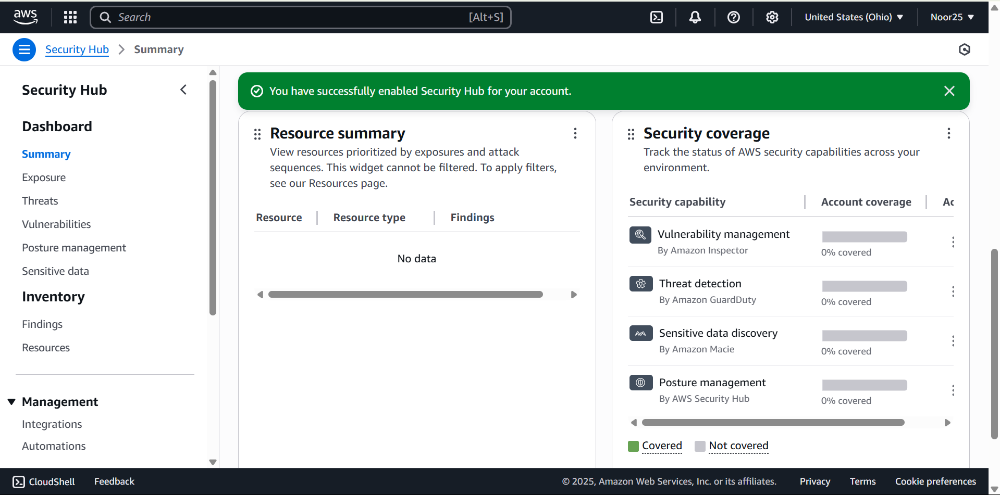 aws
Search [Alt+S]
United States (Ohio)
Noor25
Security Hub
Summary
Security Hub
Dashboard
Summary
Exposure
Threats
Vulnerabilities
Posture management
Sensitive data
Inventory
Findings
Resources
Management
Integrations
Automations
You have successfully enabled Security Hub for your account.
Resource summary
View resources prioritized by exposures and attack
sequences. This widget cannot be filtered. To apply filters,
see our Resources page.
Resource Resource type Findings
No data
Security coverage
Track the status of AWS security capabilities across your
environment.
Security capability Account coverage Ac
Vulnerability management
By Amazon Inspector
0% covered
Threat detection
By Amazon GuardDuty
0% covered
Sensitive data discovery
By Amazon Macie
0% covered
Posture management
By AWS Security Hub
0% covered
Covered Not covered
CloudShell Feedback © 2025, Amazon Web Services, Inc. or its affiliates. Privacy Terms Cookie preferences